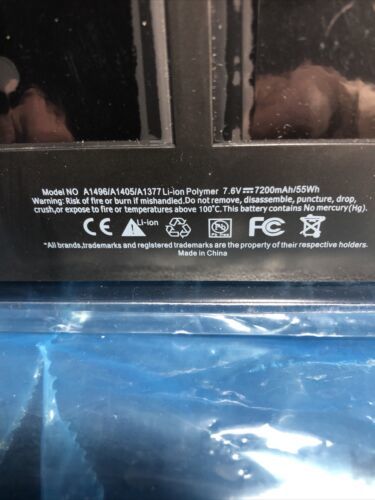 Model NO A1496/A1405/A1377 Li-ion Polymer 7.6V⎓7200mAh/55Wh
Warning: Risk of fire or burn if mishandled.Do not remove, disassemble, puncture, drop,
crush,or expose to fire or temperatures above 100°C.This battery contains No mercury(Hg).
CE Li-ion Pb FC
*All brands,trademarks and registered trademarks are the property of their respective holders.
Made in China